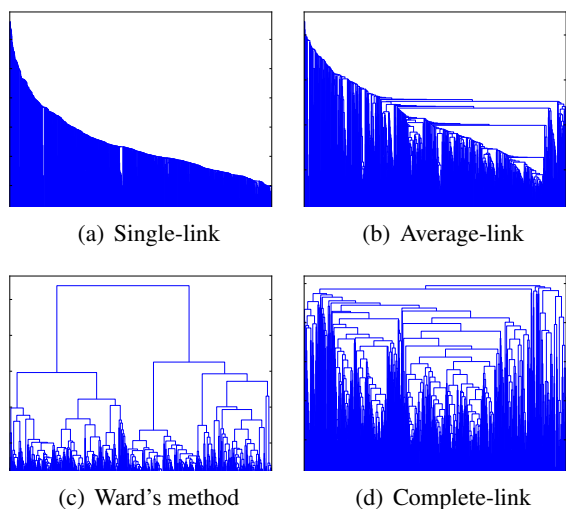 (a) Single-link
(b) Average-link
(c) Ward's method
(d) Complete-link